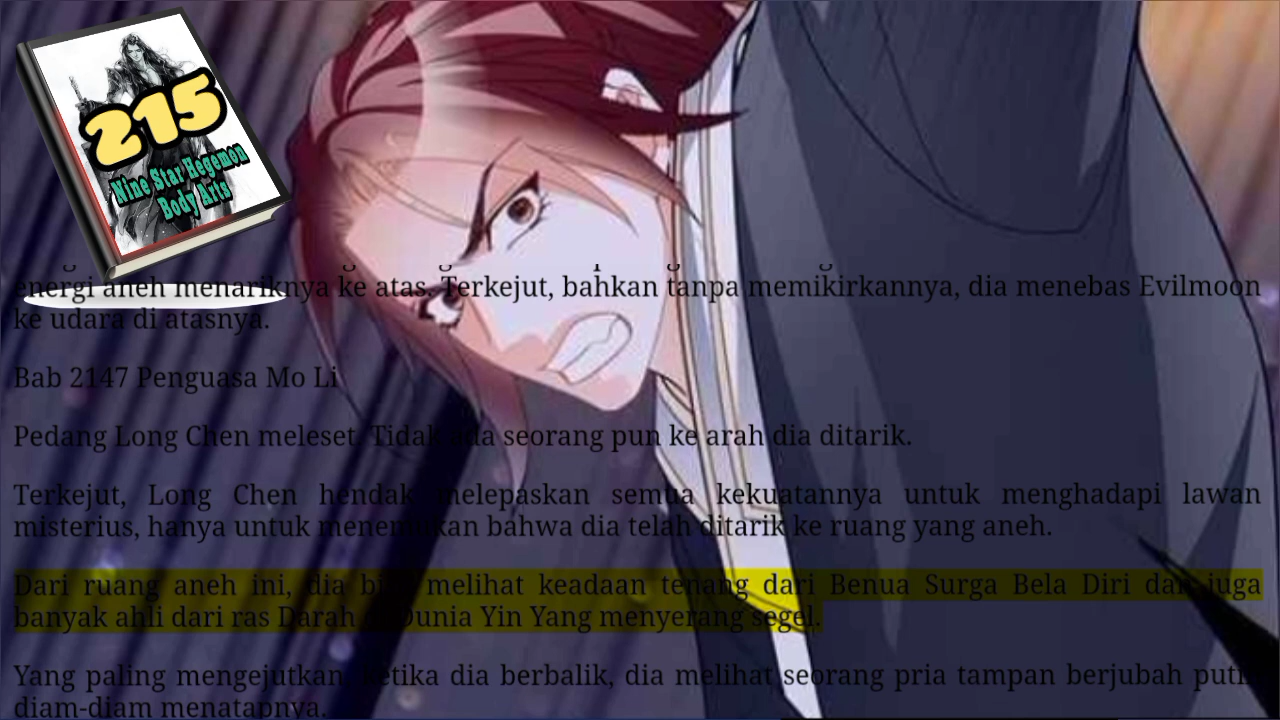 215
Nine Star Hegemon
Body Arts
energi aneh menariknya ke atas. Terkejut, bahkan tanpa memikirkannya, dia menebas Evilmoon
ke udara di atasnya.
Bab 2147 Penguasa Mo Li
Pedang Long Chen meleset. Tidak ada seorang pun ke arah dia ditarik.
Terkejut, Long Chen hendak melepaskan semua kekuatannya untuk menghadapi lawan
misterius, hanya untuk menemukan bahwa dia telah ditarik ke ruang yang aneh.
Dari ruang aneh ini, dia bisa melihat keadaan tenang dari Benua Surga Bela Diri dan juga
banyak ahli dari ras Darah di Dunia Yin Yang menyerang segel.
Yang paling mengejutkan, ketika dia berbalik, dia melihat seorang pria tampan berjubah putih
diam-diam menatapnya.